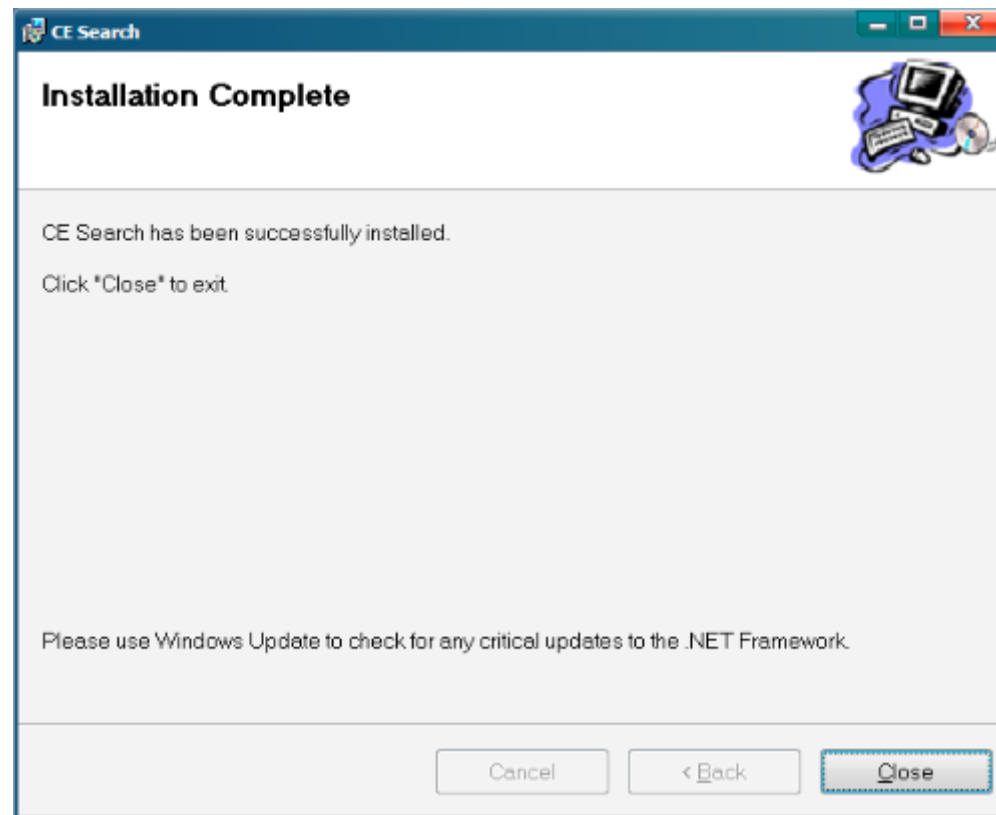 CE Search
Installation Complete
CE Search has been successfully installed.
Click "Close" to exit.
Please use Windows Update to check for any critical updates to the .NET Framework.
Cancel
< Back
Close